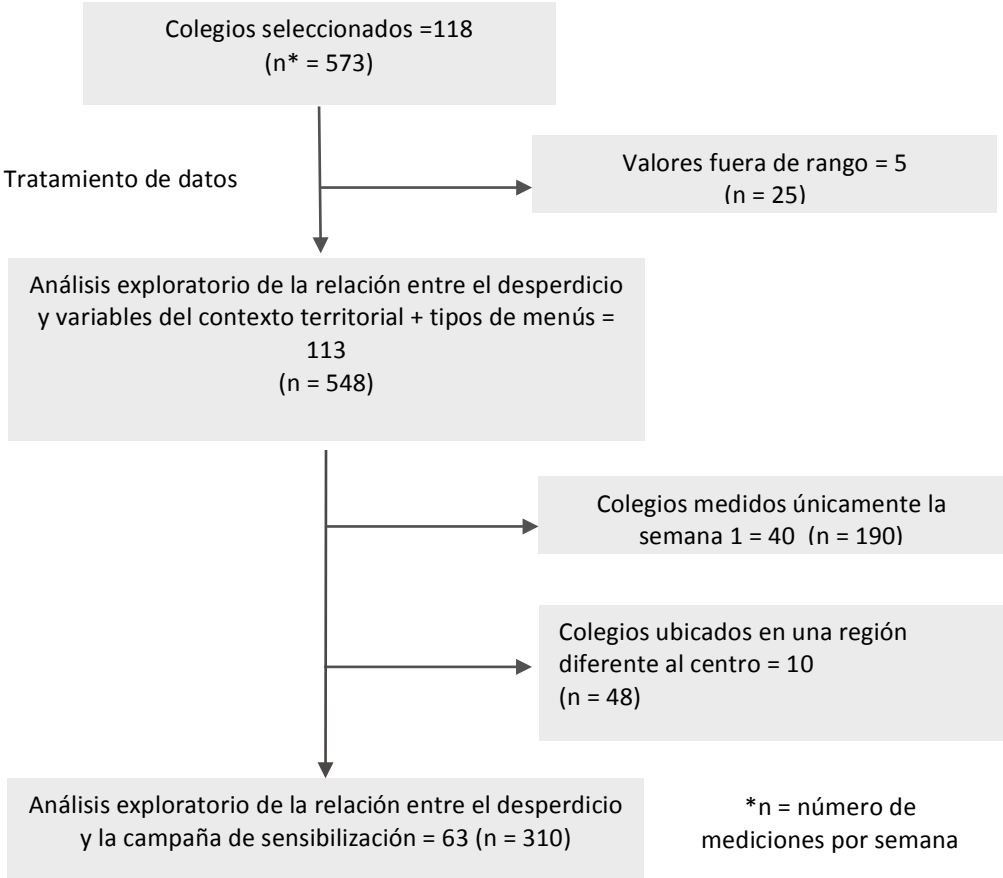 Colegios seleccionados =118
(n* = 573)
Tratamiento de datos
Valores fuera de rango = 5
(n = 25)
Análisis exploratorio de la relación entre el desperdicio
y variables del contexto territorial + tipos de menús =
113
(n = 548)
Colegios medidos únicamente la
semana 1 = 40 (n = 190)
Colegios ubicados en una región
diferente al centro = 10
(n = 48)
Análisis exploratorio de la relación entre el desperdicio
y la campaña de sensibilización = 63 (n = 310)
*n = número de
mediciones por semana